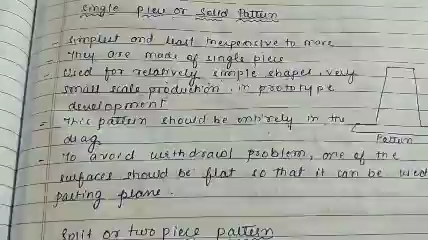 Single piece or Solid Pattern
- Simplest and least inexpensive to make
- They are made of single piece
- Used for relatively simple shapes, very
small scale production, in prototype
development
- This pattern should be entirely in the
drag
Pattern
- To avoid withdrawl problem, one of the
surfaces should be flat so that it can be used
parting plane.
Split or two piece pattern